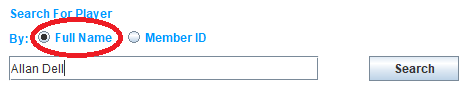 Search For Player
By: Full Name Member ID
Allan Dell Search